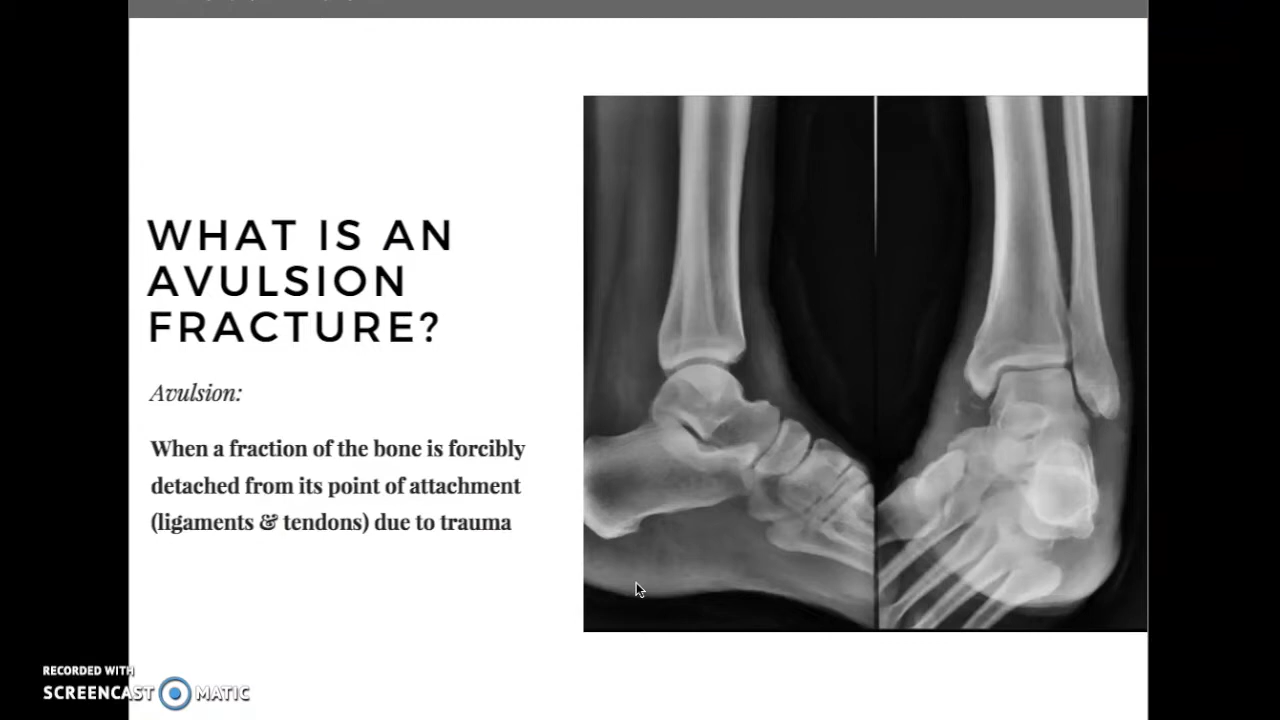 WHAT IS AN
AVULSION
FRACTURE?
Avulsion:
When a fraction of the bone is forcibly
detached from its point of attachment
(ligaments & tendons) due to trauma
RECORDED WITH
SCREENCAST MATIC